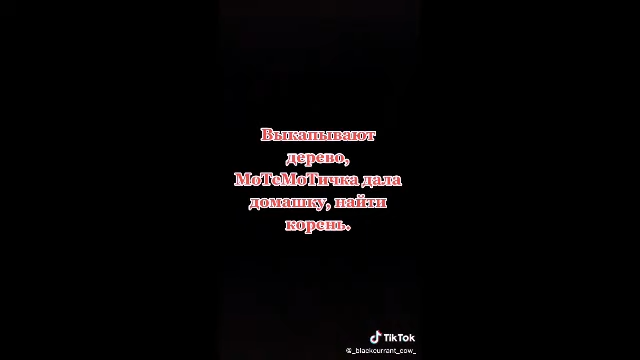 Выкапывают
дерево,
МоТеМоТичка дала
домашку, найти
корень.
TikTok
@_blackcurrant_cow_